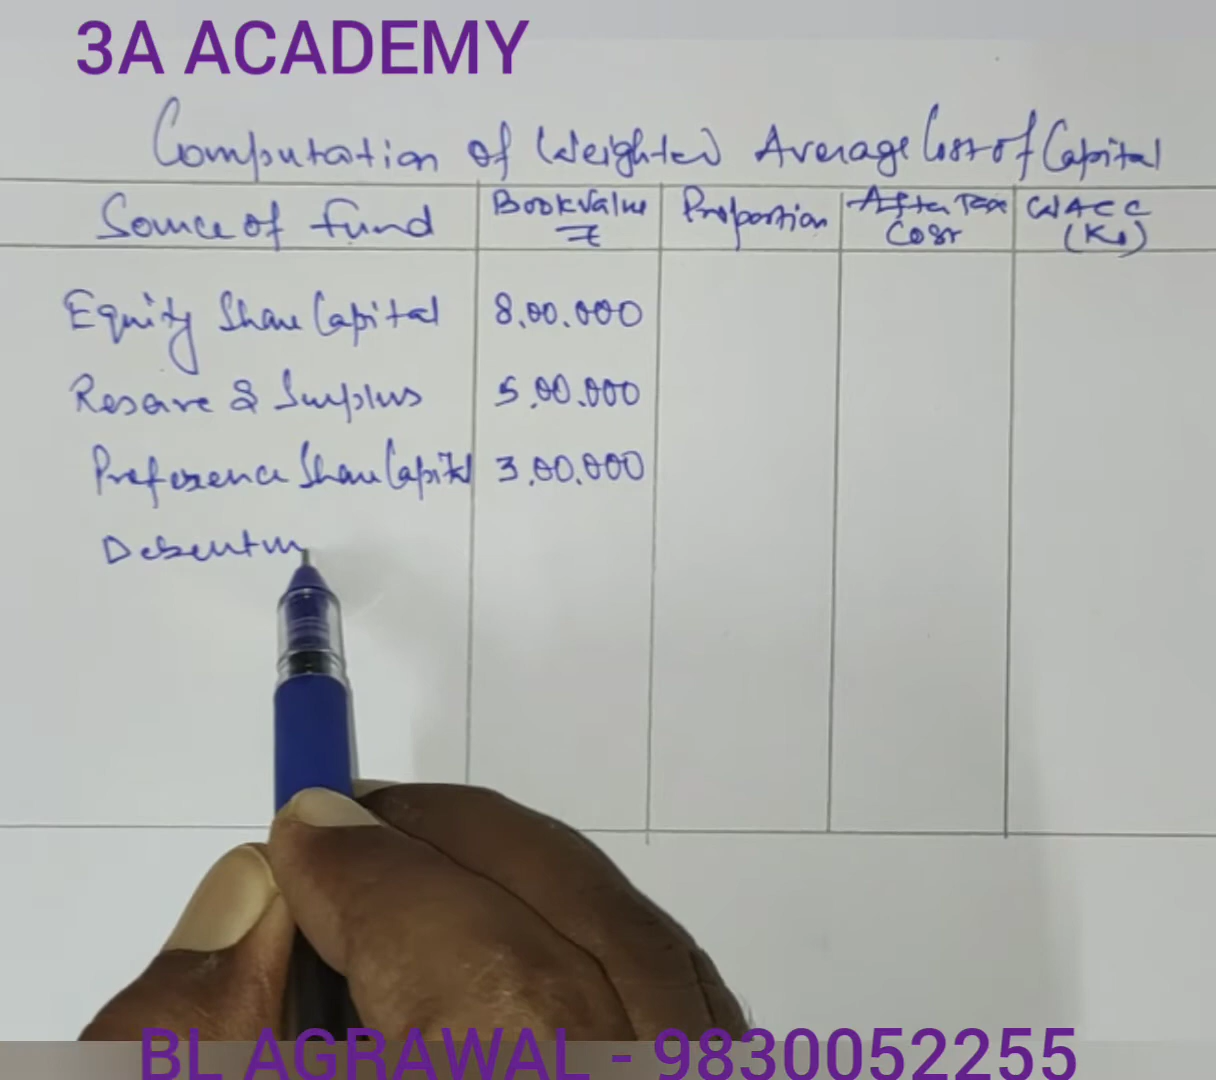 3A ACADEMY
Computation of Weighted Average Cost of Capital
Source of Fund Book Value ₹ Proportion After Tax Cost WACC (Ko)
Equity Share Capital 8,00,000
Reserve & Surplus 5,00,000
Preference Share Capital 3,00,000
Debentu
BL AGRAWAL - 9830052255